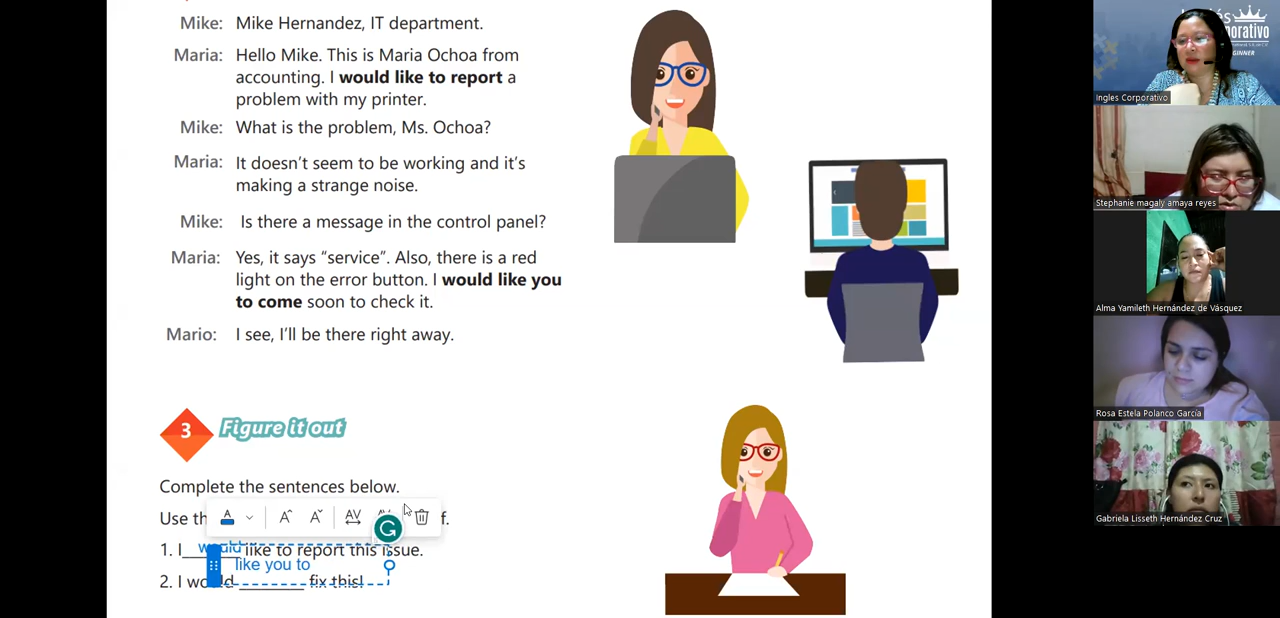 Mike: Mike Hernandez, IT department.
Maria: Hello Mike. This is Maria Ochoa from
accounting. I would like to report a
problem with my printer.
Mike: What is the problem, Ms. Ochoa?
Maria: It doesn't seem to be working and it's
making a strange noise.
Mike: Is there a message in the control panel?
Maria: Yes, it says "service". Also, there is a red
light on the error button. I would like you
to come soon to check it.
Mario: I see, I'll be there right away.
3 Figure it out
Complete the sentences below.
Use th
f.
1. I would like to report this issue.
like you to
2. I would ________ fix this!
Ingles Corporativo
Stephanie magaly amaya reyes
Alma Yamileth Hernández de Vásquez
Rosa Estela Polanco García
Gabriela Lisseth Hernández Cruz